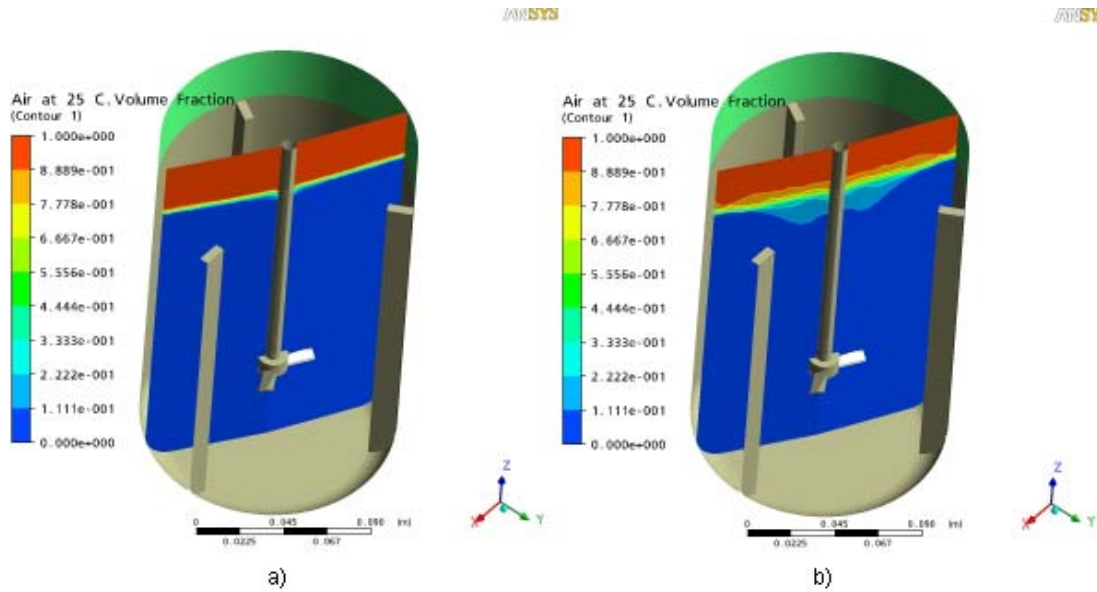 ANSYS
ANSYS
Air at 25 C.Volume Fraction
(Contour 1)
1.000e+000
8.889e-001
7.778e-001
6.667e-001
5.556e-001
4.444e-001
3.333e-001
2.222e-001
1.111e-001
0.000e+000
Z
X
Y
0 0.045 0.090 (m)
0.0225 0.067
a)
Air at 25 C.Volume Fraction
(Contour 1)
1.000e+000
8.889e-001
7.778e-001
6.667e-001
5.556e-001
4.444e-001
3.333e-001
2.222e-001
1.111e-001
0.000e+000
Z
X
Y
0 0.045 0.090 (m)
0.0225 0.067
b)